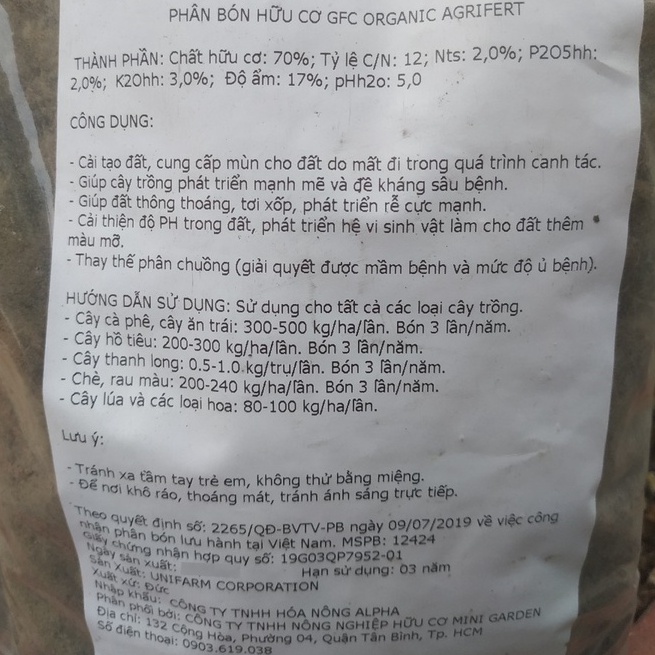 PHÂN BÓN HỮU CƠ GFC ORGANIC AGRIFERT
THÀNH PHẦN: Chất hữu cơ: 70%; Tỷ lệ C/N: 12; Nts: 2,0%; P2O5hh:
2,0%; K2Ohh: 3,0%; Độ ẩm: 17%; pHh2o: 5,0
CÔNG DỤNG:
- Cải tạo đất, cung cấp mùn cho đất do mất đi trong quá trình canh tác.
- Giúp cây trồng phát triển mạnh mẽ và đề kháng sâu bệnh.
- Giúp đất thông thoáng, tơi xốp, phát triển rễ cực mạnh.
- Cải thiện độ PH trong đất, phát triển hệ vi sinh vật làm cho đất thêm
màu mỡ.
- Thay thế phân chuồng (giải quyết được mầm bệnh và mức độ ủ bệnh).
HƯỚNG DẪN SỬ DỤNG: Sử dụng cho tất cả các loại cây trồng.
- Cây cà phê, cây ăn trái: 300-500 kg/ha/lần. Bón 3 lần/năm.
- Cây hồ tiêu: 200-300 kg/ha/lần. Bón 3 lần/năm.
- Cây thanh long: 0.5-1.0 kg/trụ/lần. Bón 3 lần/năm.
- Chè, rau màu: 200-240 kg/ha/lần. Bón 3 lần/năm.
- Cây lúa và các loại hoa: 80-100 kg/ha/lần.
Lưu ý:
- Tránh xa tầm tay trẻ em, không thử bằng miệng.
- Để nơi khô ráo, thoáng mát, tránh ánh sáng trực tiếp.
Theo quyết định số: 2265/QĐ-BVTV-PB ngày 09/07/2019 về việc công
nhận phân bón lưu hành tại Việt Nam. MSPB: 12424
Giấy chứng nhận hợp quy số: 19G03QP7952-01
Ngày sản xuất: Hạn sử dụng: 03 năm
Sản Xuất: UNIFARM CORPORATION
Xuất xứ: Đức
Nhập khẩu: CÔNG TY TNHH HÓA NÔNG ALPHA
Phân phối bởi: CÔNG TY TNHH NÔNG NGHIỆP HỮU CƠ MINI GARDEN
Địa chỉ: 132 Cộng Hòa, Phường 04, Quận Tân Bình, Tp. HCM
Số điện thoại: 0903.619.038